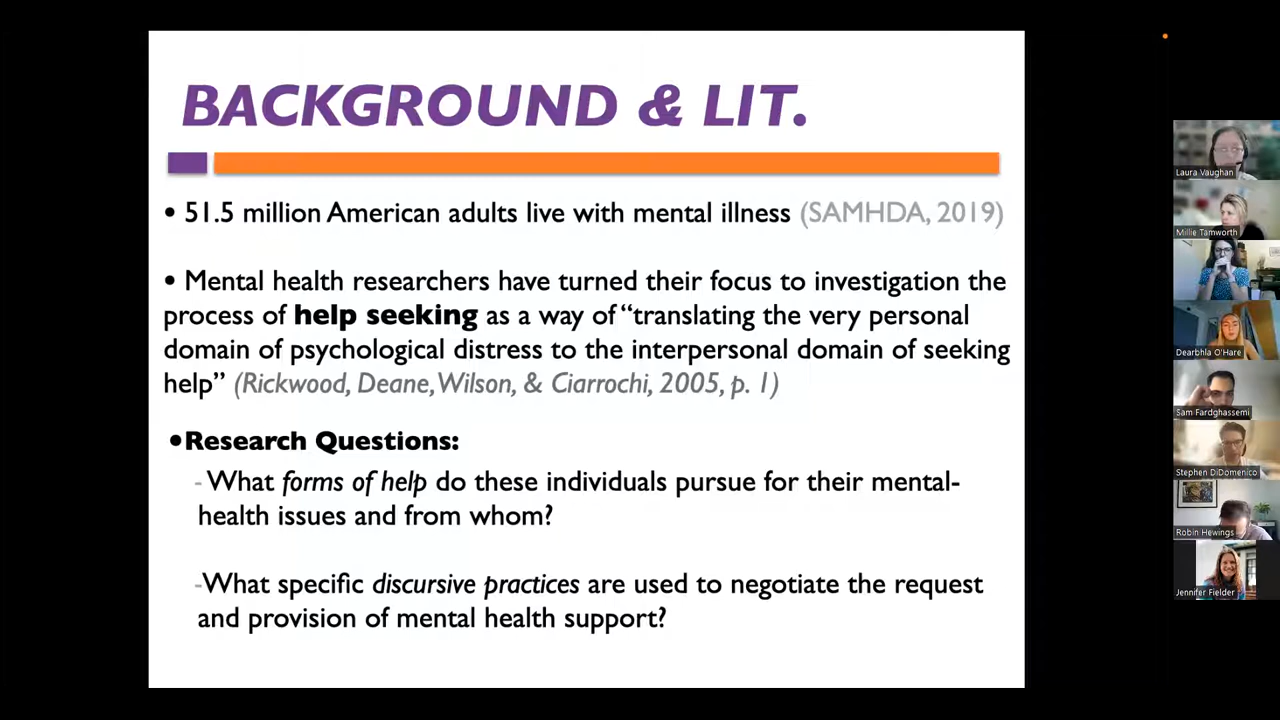 BACKGROUND & LIT.
• 51.5 million American adults live with mental illness (SAMHDA, 2019)
• Mental health researchers have turned their focus to investigation the
process of help seeking as a way of “translating the very personal
domain of psychological distress to the interpersonal domain of seeking
help” (Rickwood, Deane, Wilson, & Ciarrochi, 2005, p. 1)
•Research Questions:
- What forms of help do these individuals pursue for their mental-
health issues and from whom?
-What specific discursive practices are used to negotiate the request
and provision of mental health support?
Laura Vaughan
Millie Tamworth
Dearbhla O'Hare
Sam Fardghassemi
Stephen DiDomenico
Robin Hewings
Jennifer Fielder